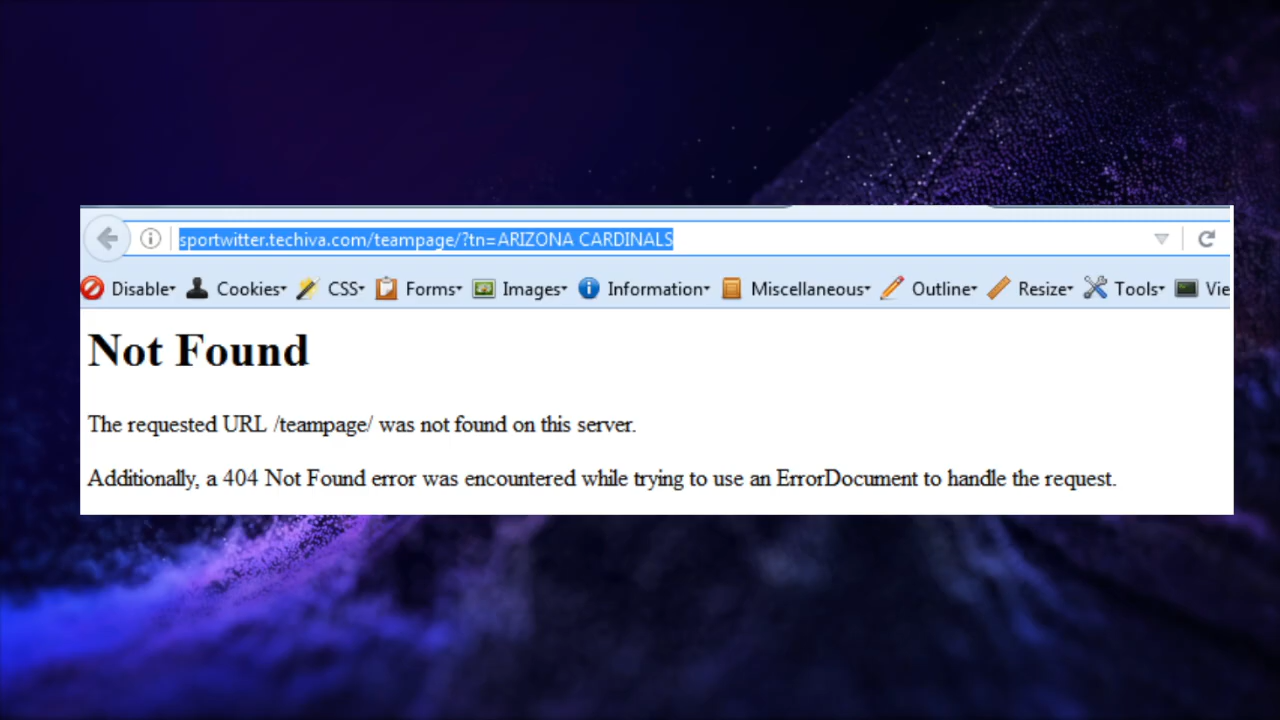 sportwitter.techiva.com/teampage/?tn=ARIZONA CARDINALS
Disable Cookies CSS Forms Images Information Miscellaneous Outline Resize Tools Vie
Not Found
The requested URL /teampage/ was not found on this server.
Additionally, a 404 Not Found error was encountered while trying to use an ErrorDocument to handle the request.